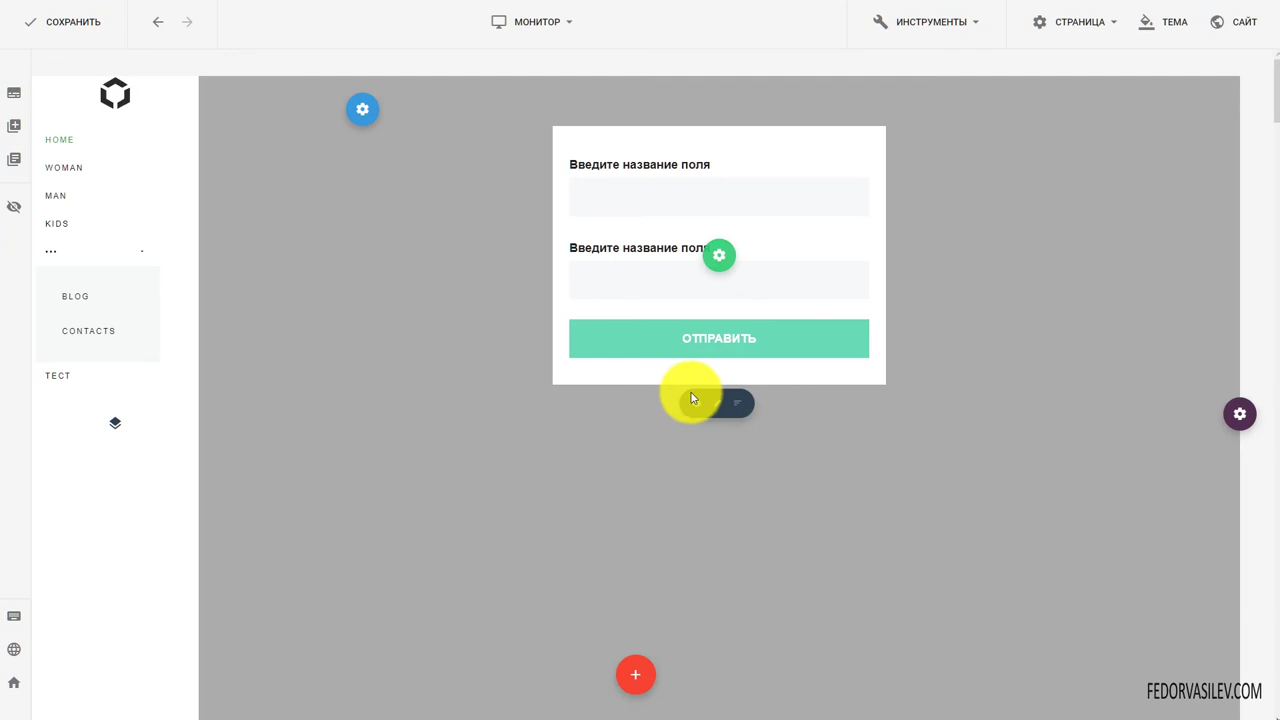 СОХРАНИТЬ
МОНИТОР
ИНСТРУМЕНТЫ
СТРАНИЦА
ТЕМА
САЙТ
HOME
WOMAN
MAN
KIDS
...
BLOG
CONTACTS
ТЕСТ
Введите название поля
Введите название поля
ОТПРАВИТЬ
FEDORVASILEV.COM